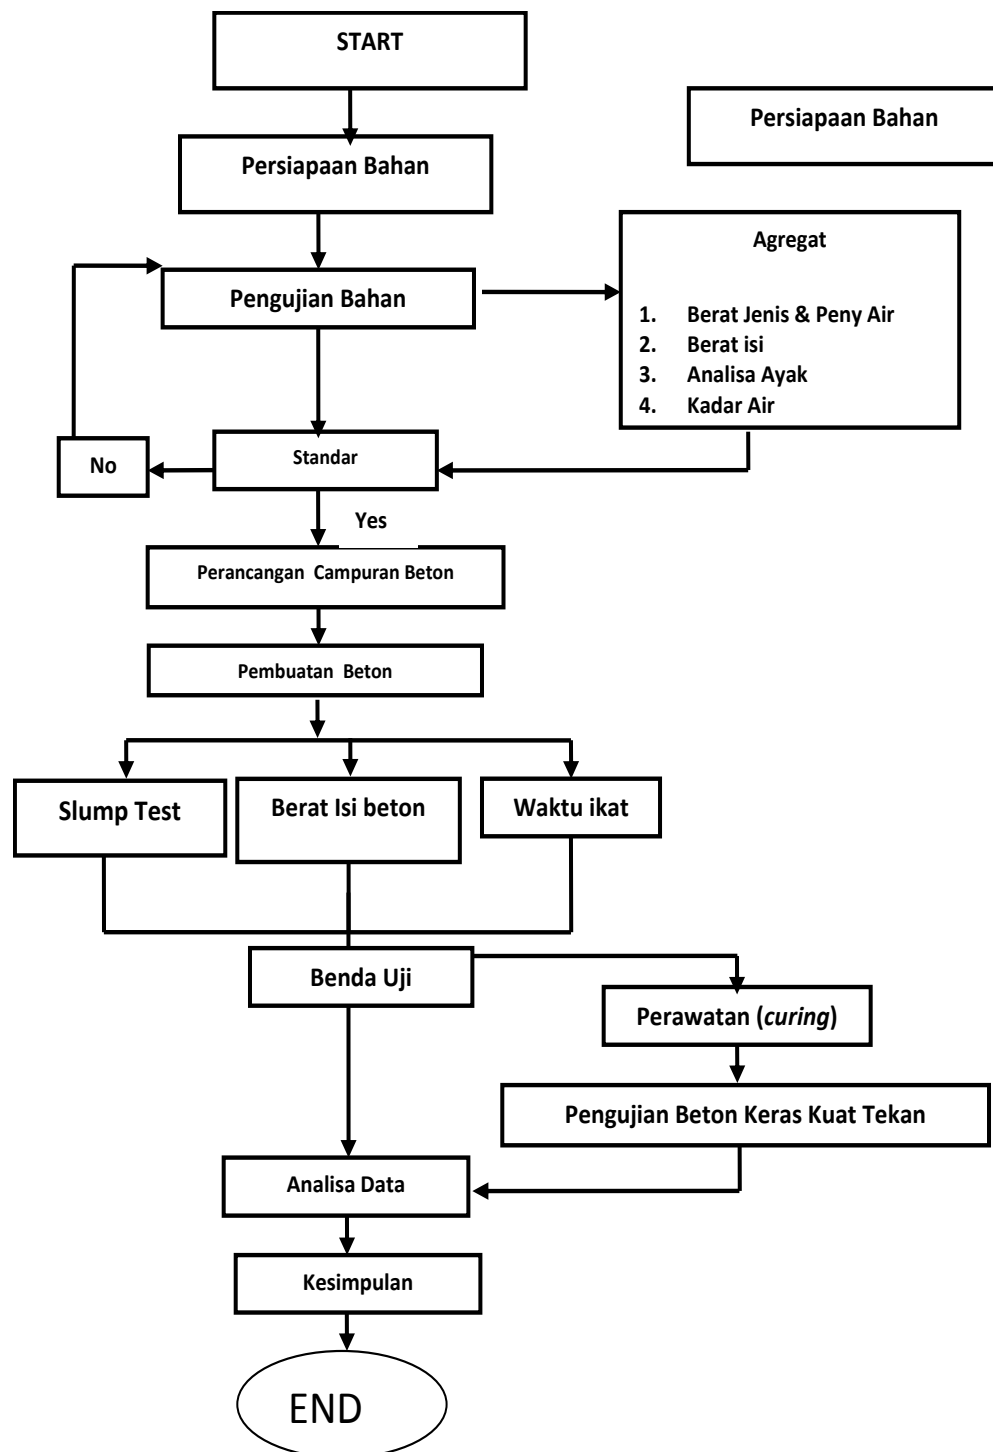 START
Persiapaan Bahan
Persiapaan Bahan
Agregat
Pengujian Bahan
1. Berat Jenis & Peny Air
2. Berat isi
3. Analisa Ayak
4. Kadar Air
Standar
No
Yes
Perancangan Campuran Beton
Pembuatan Beton
Slump Test
Berat Isi beton
Waktu ikat
Benda Uji
Perawatan (curing)
Pengujian Beton Keras Kuat Tekan
Analisa Data
Kesimpulan
END